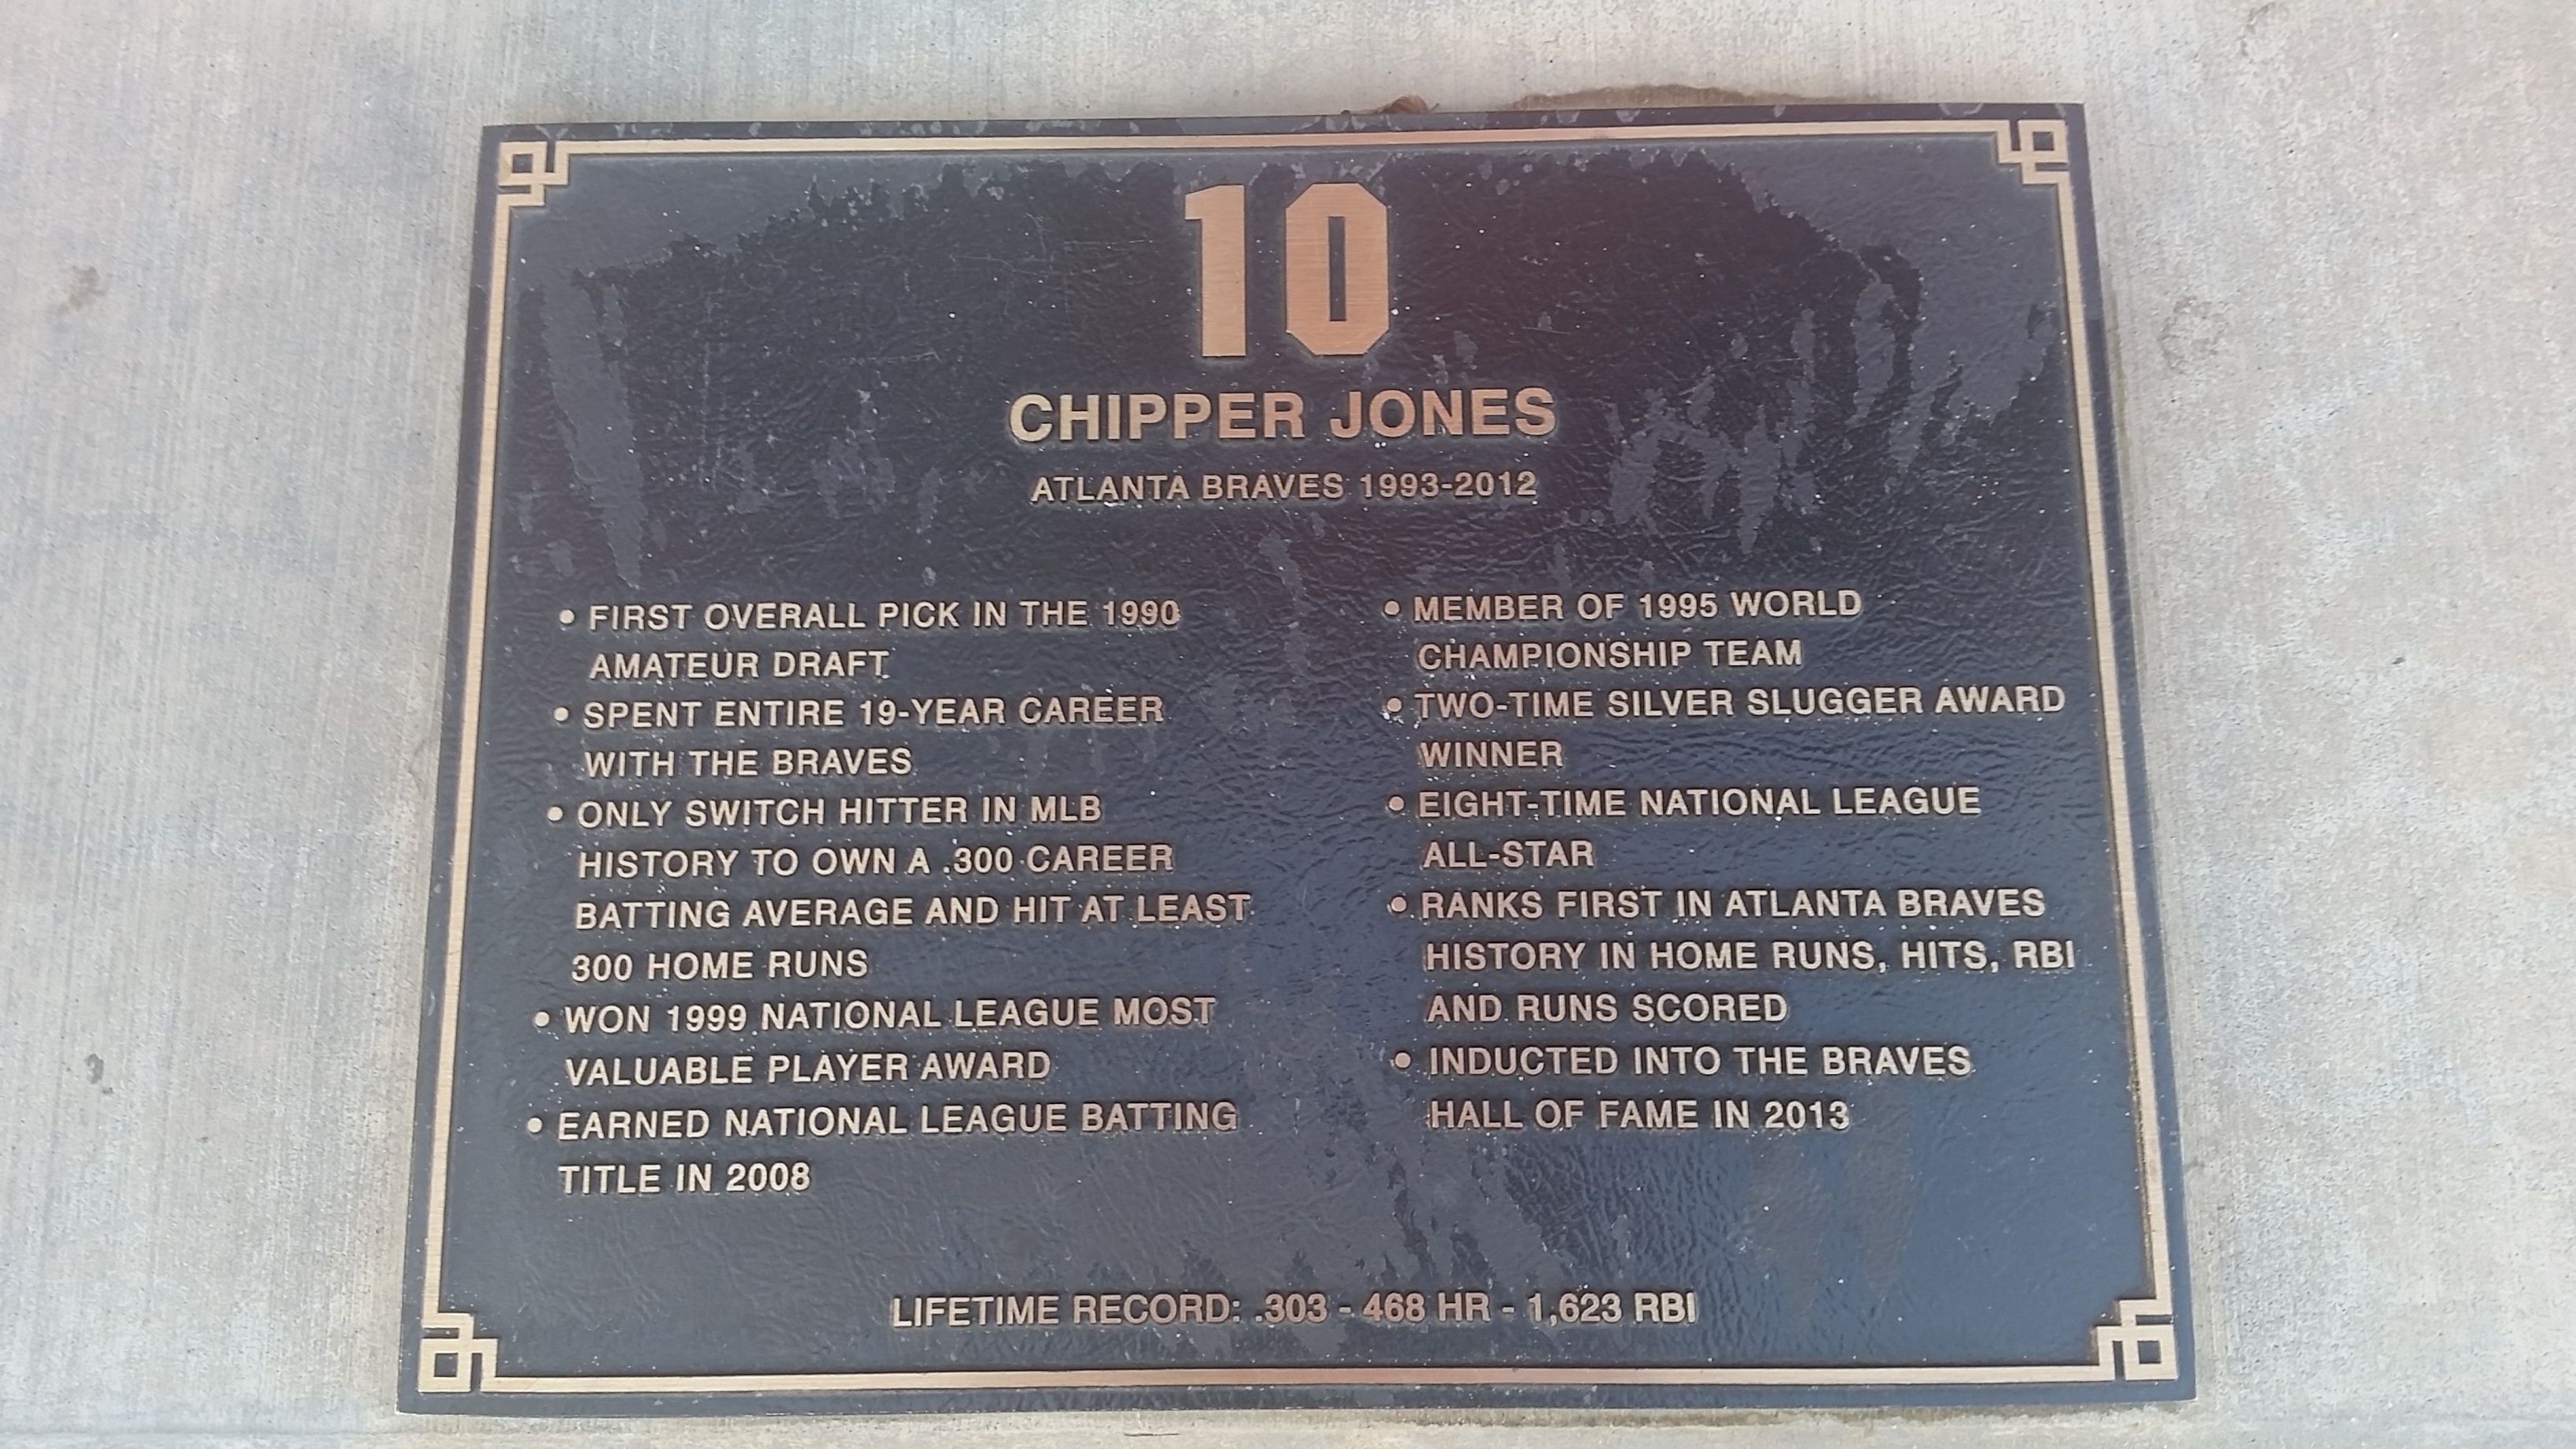 10
CHIPPER JONES
ATLANTA BRAVES 1993-2012
• FIRST OVERALL PICK IN THE 1990
AMATEUR DRAFT
• SPENT ENTIRE 19-YEAR CAREER
WITH THE BRAVES
• ONLY SWITCH HITTER IN MLB
HISTORY TO OWN A .300 CAREER
BATTING AVERAGE AND HIT AT LEAST
300 HOME RUNS
• WON 1999 NATIONAL LEAGUE MOST
VALUABLE PLAYER AWARD
• EARNED NATIONAL LEAGUE BATTING
TITLE IN 2008
• MEMBER OF 1995 WORLD
CHAMPIONSHIP TEAM
• TWO-TIME SILVER SLUGGER AWARD
WINNER
• EIGHT-TIME NATIONAL LEAGUE
ALL-STAR
• RANKS FIRST IN ATLANTA BRAVES
HISTORY IN HOME RUNS, HITS, RBI
AND RUNS SCORED
• INDUCTED INTO THE BRAVES
HALL OF FAME IN 2013
LIFETIME RECORD: .303 - 468 HR - 1,623 RBI